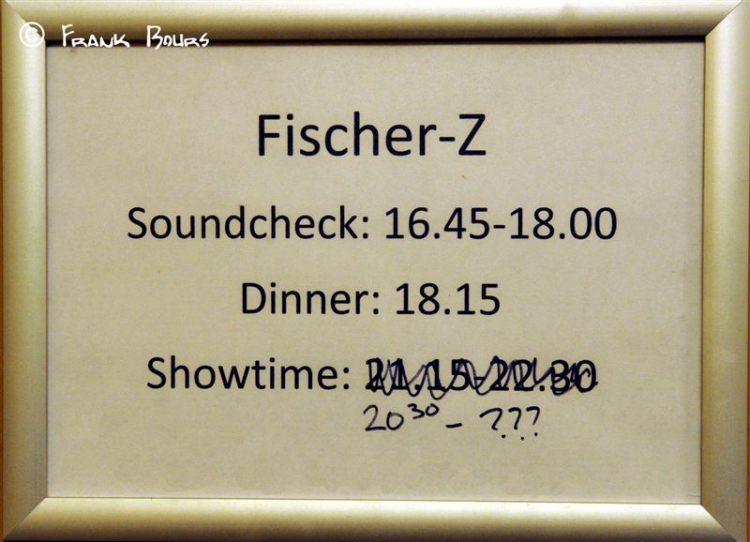 © FRANK BOURS
Fischer-Z
Soundcheck: 16.45-18.00
Dinner: 18.15
Showtime: 21.15-22.30
20³⁰ - ???